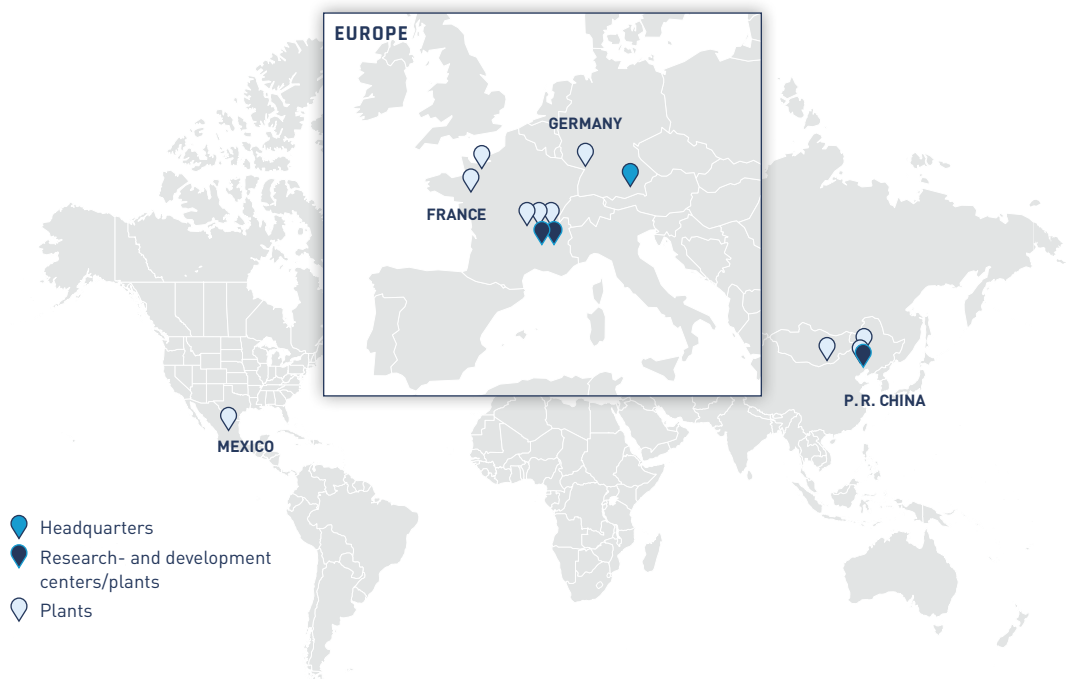 EUROPE
GERMANY
FRANCE
P.R. CHINA
MEXICO
Headquarters
Research- and development
centers/plants
Plants